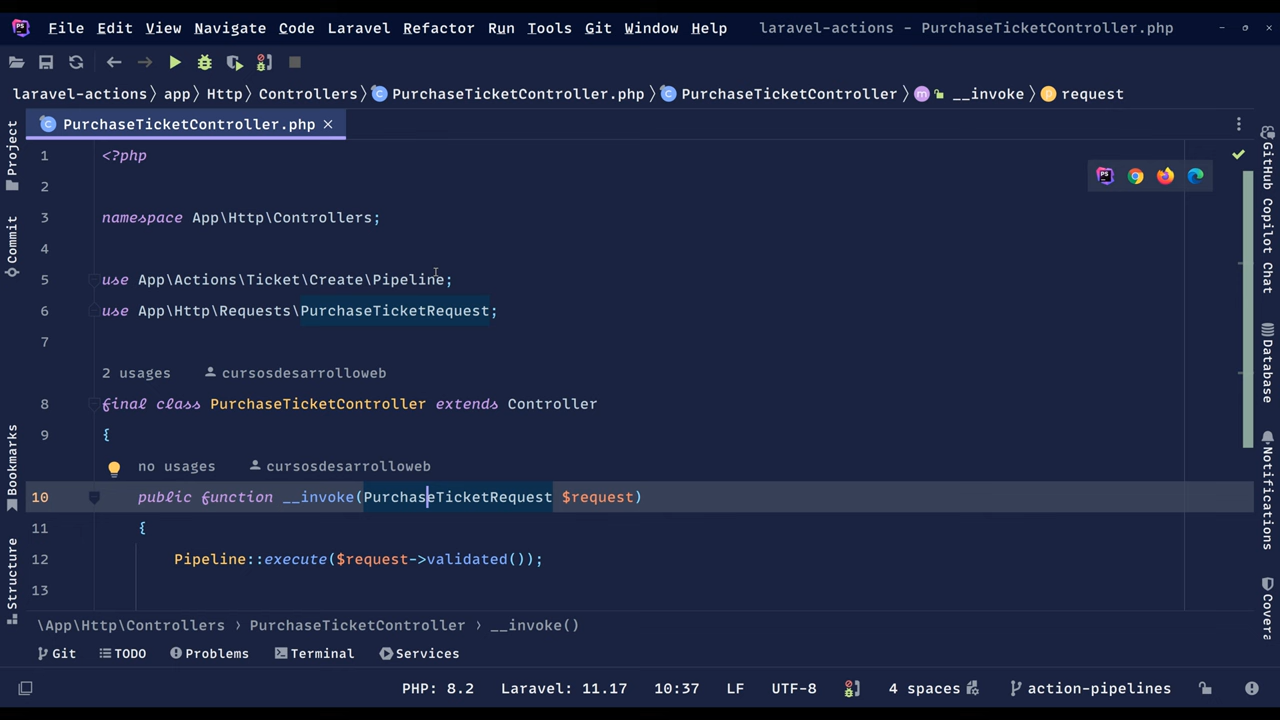 File Edit View Navigate Code Laravel Refactor Run Tools Git Window Help laravel-actions – PurchaseTicketController.php
laravel-actions 〉 app 〉 Http 〉 Controllers 〉 PurchaseTicketController.php 〉 PurchaseTicketController 〉 m __invoke 〉 p request
Project
Commit
Bookmarks
Structure
C PurchaseTicketController.php ×
1 <?php
PS
2
3 namespace App\Http\Controllers;
4
5 use App\Actions\Ticket\Create\Pipeline;
6 use App\Http\Requests\PurchaseTicketRequest;
7
2 usages cursosdesarrolloweb
8 final class PurchaseTicketController extends Controller
9 {
no usages cursosdesarrolloweb
10 public function __invoke(PurchaseTicketRequest $request)
11 {
12 Pipeline::execute($request->validated());
13
GitHub Copilot Chat
Database
Notifications
Covera
\App\Http\Controllers › PurchaseTicketController › __invoke()
Git TODO Problems Terminal Services
PHP: 8.2 Laravel: 11.17 10:37 LF UTF-8 4 spaces action-pipelines